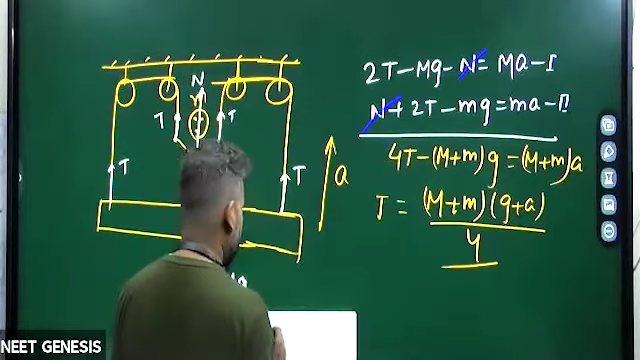 2T-Mg-N=Ma-I
N+2T-mg=ma-II
4T-(M+m)g=(M+m)a
T = (M+m)(g+a)
4
N
T
T
T
T
a
NEET GENESIS